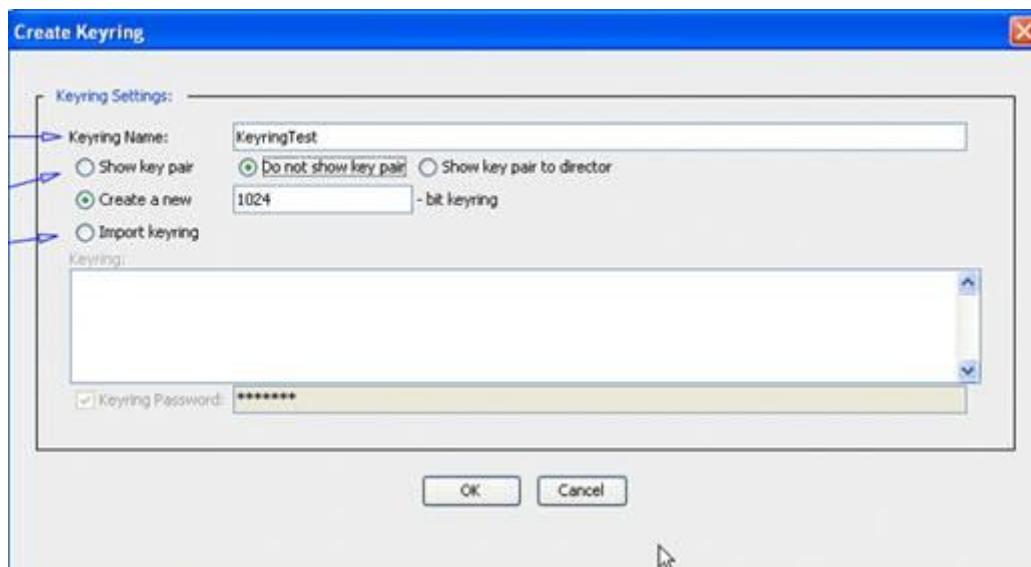 Create Keyring
Keyring Settings:
Keyring Name: KeyringTest
Show key pair Do not show key pair Show key pair to director
Create a new 1024 - bit keyring
Import keyring
Keyring:
Keyring Password: *******
OK Cancel